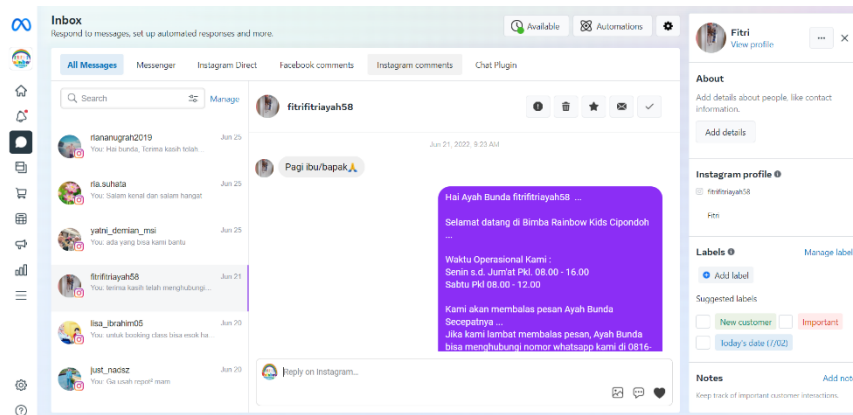 Inbox
Respond to messages, set up automated responses and more.
Available
Automations
All Messages
Messenger
Instagram Direct
Facebook comments
Instagram comments
Chat Plugin
Search
Manage
riananugrah2019
Jun 25
You: Hai bunda, Terima kasih telah...
ria.suhata
Jun 25
You: Salam kenal dan salam hangat
yatni_demian_msi
Jun 25
You: ada yang bisa kami bantu
fitrifitriayah58
Jun 21
You: terima kasih telah menghubungi...
lisa_ibrahim05
Jun 20
You: untuk booking class bisa esok ha...
just_nadsz
Jun 20
You: Ga usah repot² mam
fitrifitriayah58
Jun 21, 2022, 9:23 AM
Pagi ibu/bapak🙏
Hai Ayah Bunda fitrifitriayah58 ...
Selamat datang di Bimba Rainbow Kids Cipondoh
...
Waktu Operasional Kami :
Senin s.d. Jum'at Pkl. 08.00 - 16.00
Sabtu Pkl 08.00 - 12.00
Kami akan membalas pesan Ayah Bunda
Secepatnya ...
Jika kami lambat membalas pesan, Ayah Bunda
bisa menghubungi nomor whatsapp kami di 0816-
Reply on Instagram...
Fitri
View profile
About
Add details about people, like contact
information.
Add details
Instagram profile
fitrifitriayah58
Fitri
Labels
Manage label
Add label
Suggested labels
New customer
Important
Today's date (7/02)
Notes
Add note
Keep track of important customer interactions.